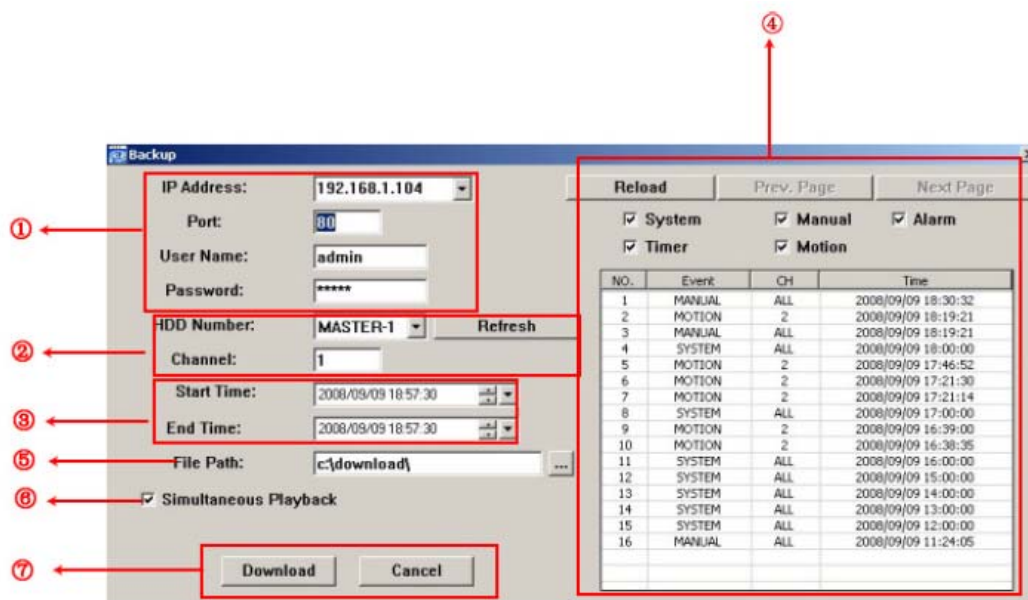 ④
Backup
IP Address: 192.168.1.104
① Port: 80
User Name: admin
Password: *****
② HDD Number: MASTER-1 Refresh
Channel: 1
③ Start Time: 2008/09/09 18:57:30
End Time: 2008/09/09 18:57:30
⑤ File Path: c:\download\ ...
⑥ Simultaneous Playback
⑦ Download Cancel
Reload Prev. Page Next Page
System Manual Alarm
Timer Motion
NO. Event CH Time
1 MANUAL ALL 2008/09/09 18:30:32
2 MOTION 2 2008/09/09 18:19:21
3 MANUAL ALL 2008/09/09 18:19:21
4 SYSTEM ALL 2008/09/09 18:00:00
5 MOTION 2 2008/09/09 17:46:52
6 MOTION 2 2008/09/09 17:21:30
7 MOTION 2 2008/09/09 17:21:14
8 SYSTEM ALL 2008/09/09 17:00:00
9 MOTION 2 2008/09/09 16:39:00
10 MOTION 2 2008/09/09 16:38:35
11 SYSTEM ALL 2008/09/09 16:00:00
12 SYSTEM ALL 2008/09/09 15:00:00
13 SYSTEM ALL 2008/09/09 14:00:00
14 SYSTEM ALL 2008/09/09 13:00:00
15 SYSTEM ALL 2008/09/09 12:00:00
16 MANUAL ALL 2008/09/09 11:24:05